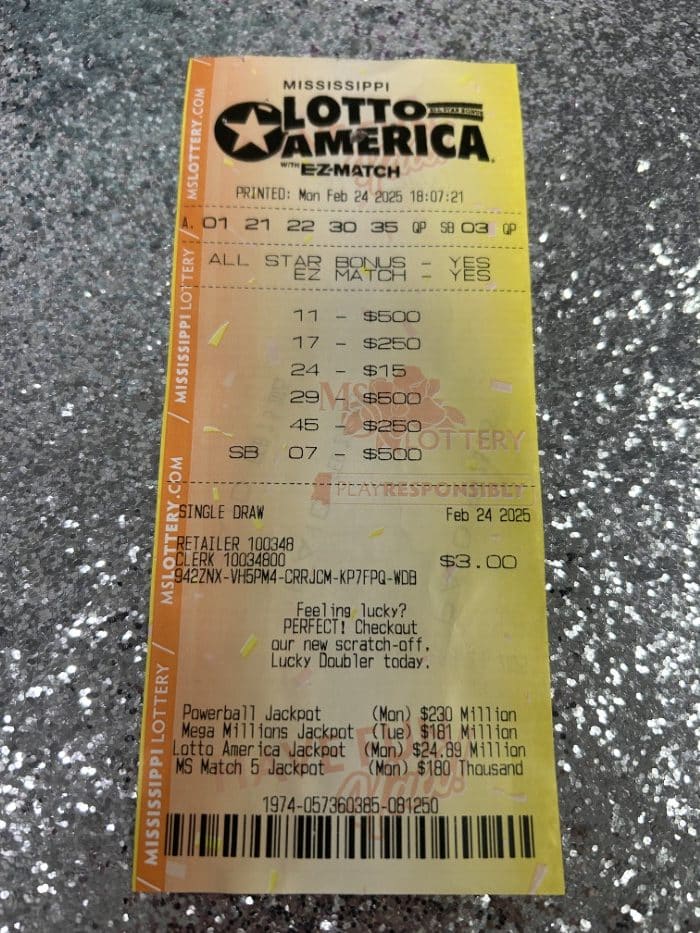 MISSISSIPPI
LOTTO
ALL STAR BONUS
AMERICA
WITH EZ-MATCH
PRINTED: Mon Feb 24 2025 18:07:21
A. 01 21 22 30 35 QP SB 03 QP
ALL STAR BONUS - YES
EZ MATCH - YES
11 - $500
17 - $250
24 - $15
29 - $500
45 - $250
SB 07 - $500
MS LOTTERY
PLAY RESPONSIBLY
SINGLE DRAW Feb 24 2025
RETAILER 100348
CLERK 10034800 $3.00
942ZNX-VH5PM4-CRRJCM-KP7FPQ-WDB
Feeling lucky?
PERFECT! Checkout
our new scratch-off,
Lucky Doubler today.
Powerball Jackpot (Mon) $230 Million
Mega Millions Jackpot (Tue) $181 Million
Lotto America Jackpot (Mon) $24.89 Million
MS Match 5 Jackpot (Mon) $180 Thousand
1974-057360385-081250
MISSISSIPPI LOTTERY / MSLOTTERY.COM / MISSISSIPPI LOTTERY / MSLOTTERY.COM